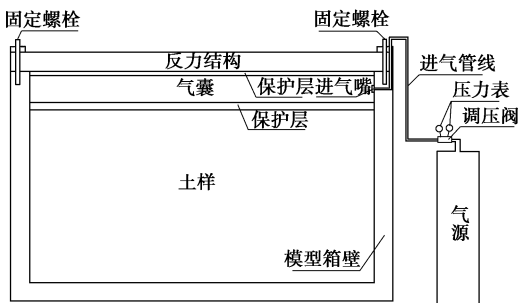 固定螺栓
固定螺栓
反力结构
进气管线
气囊
保护层
进气嘴
压力表
调压阀
保护层
土样
气源
模型箱壁